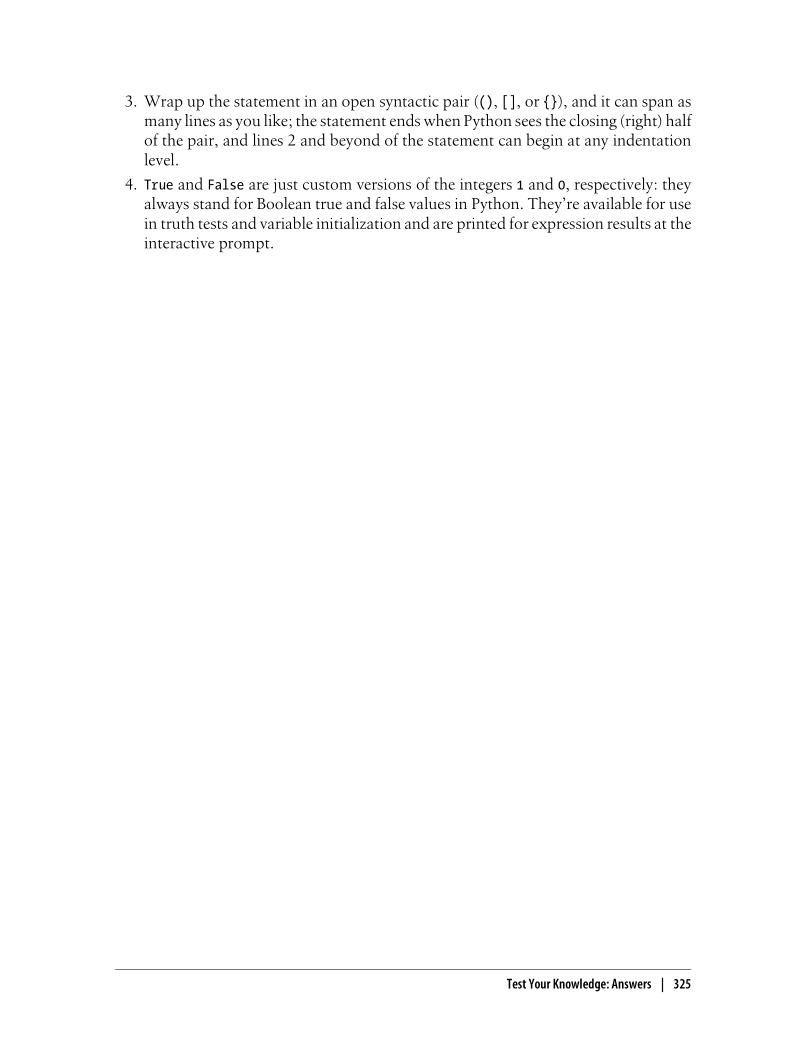 3. Wrap up the statement in an open syntactic pair ((), [], or {}), and it can span as
many lines as you like; the statement ends when Python sees the closing (right) half
of the pair, and lines 2 and beyond of the statement can begin at any indentation
level.
4. True and False are just custom versions of the integers 1 and 0, respectively: they
always stand for Boolean true and false values in Python. They’re available for use
in truth tests and variable initialization and are printed for expression results at the
interactive prompt.
Test Your Knowledge: Answers | 325